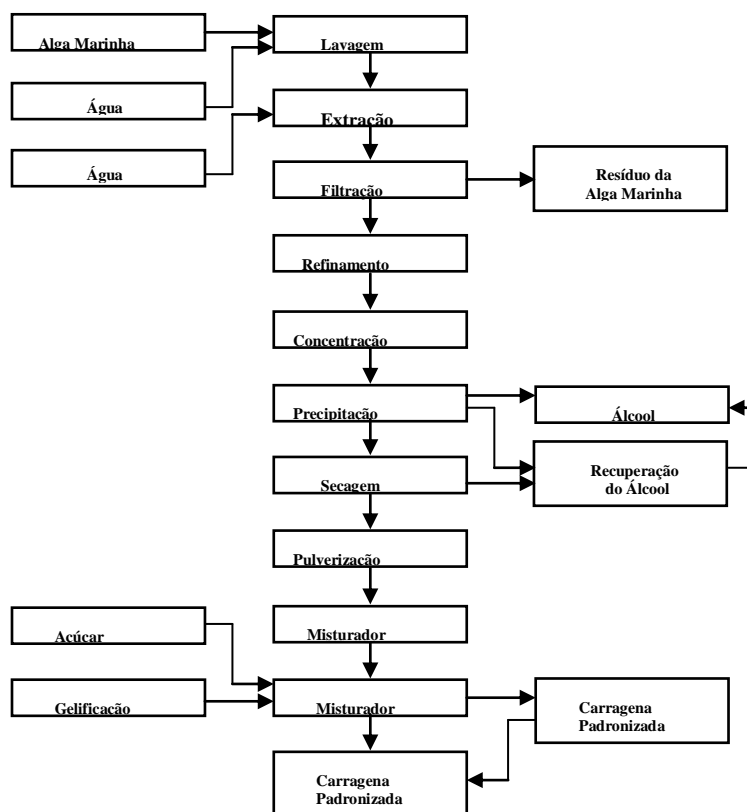 Alga Marinha
Lavagem
Água
Extração
Água
Filtração
Resíduo da
Alga Marinha
Refinamento
Concentração
Precipitação
Álcool
Secagem
Recuperação
do Álcool
Pulverização
Açúcar
Misturador
Gelificação
Misturador
Carragena
Padronizada
Carragena
Padronizada